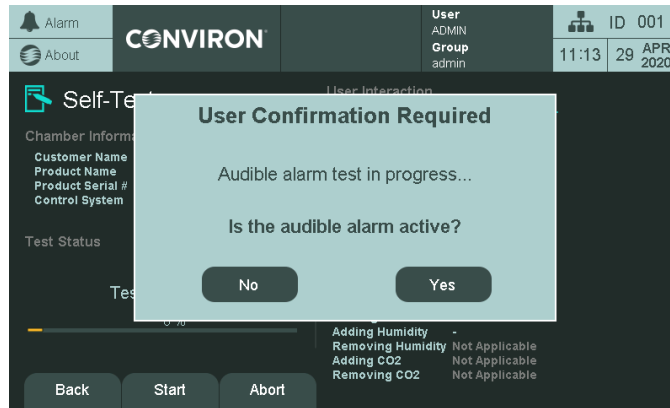 Alarm
About
CONVIRON
User
ADMIN
Group
admin
ID 001
11:13 29 APR 2020
Self-Te
User Interaction
Chamber Inform
Customer Name
Product Name
Product Serial #
Control System
Test Status
Tes
User Confirmation Required
Audible alarm test in progress...
Is the audible alarm active?
No Yes
Adding Humidity -
Removing Humidity Not Applicable
Adding CO2 Not Applicable
Removing CO2 Not Applicable
Back Start Abort